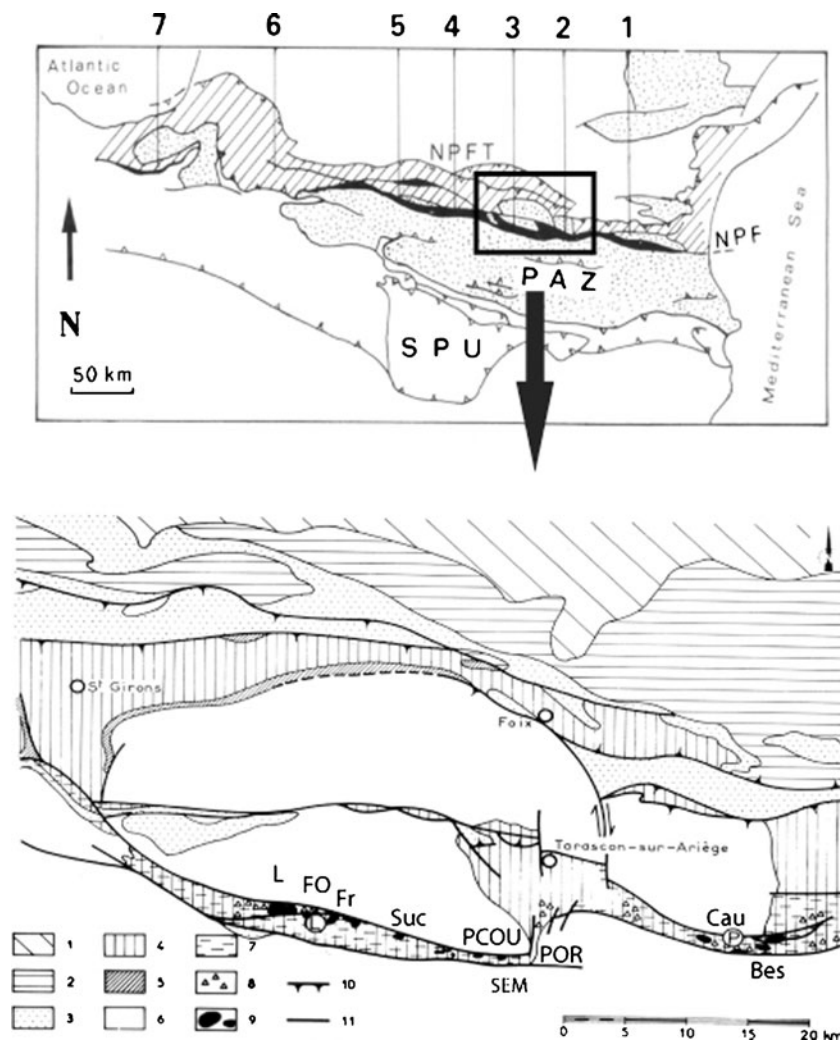 7 6 5 4 3 2 1
Atlantic
Ocean
NPFT
NPF
PAZ
N
SPU
50 km
Mediterranean Sea
St Girons
Foix
Tarascon-sur-Ariège
L
FO
Fr
Suc
PCOU
POR
SEM
L
Cau
P
Bes
1 4 7
2 5 8 10
3 6 9 11
0 5 10 15 20 km